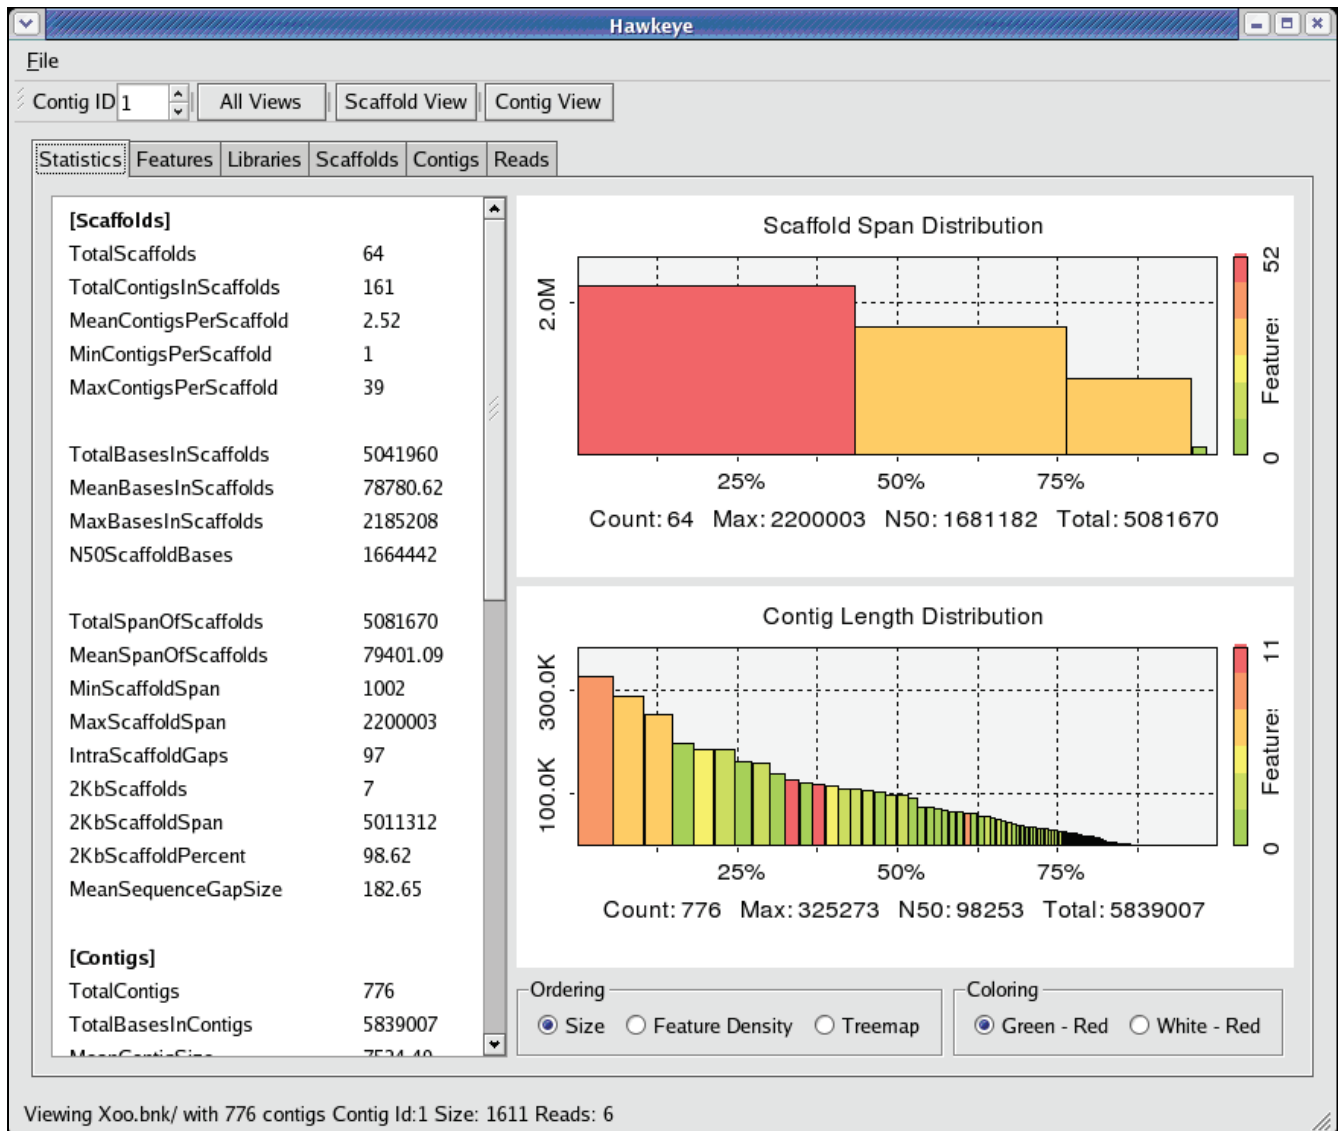 Hawkeye
File
Contig ID 1 All Views Scaffold View Contig View
Statistics Features Libraries Scaffolds Contigs Reads
[Scaffolds]
TotalScaffolds 64
TotalContigsInScaffolds 161
MeanContigsPerScaffold 2.52
MinContigsPerScaffold 1
MaxContigsPerScaffold 39
TotalBasesInScaffolds 5041960
MeanBasesInScaffolds 78780.62
MaxBasesInScaffolds 2185208
N50ScaffoldBases 1664442
TotalSpanOfScaffolds 5081670
MeanSpanOfScaffolds 79401.09
MinScaffoldSpan 1002
MaxScaffoldSpan 2200003
IntraScaffoldGaps 97
2KbScaffolds 7
2KbScaffoldSpan 5011312
2KbScaffoldPercent 98.62
MeanSequenceGapSize 182.65
[Contigs]
TotalContigs 776
TotalBasesInContigs 5839007
Scaffold Span Distribution
2.0M
25% 50% 75%
Count: 64 Max: 2200003 N50: 1681182 Total: 5081670
0 Features 52
Contig Length Distribution
100.0K 300.0K
25% 50% 75%
Count: 776 Max: 325273 N50: 98253 Total: 5839007
0 Features 11
Ordering
Size Feature Density Treemap
Coloring
Green - Red White - Red
Viewing Xoo.bnk/ with 776 contigs Contig Id:1 Size: 1611 Reads: 6